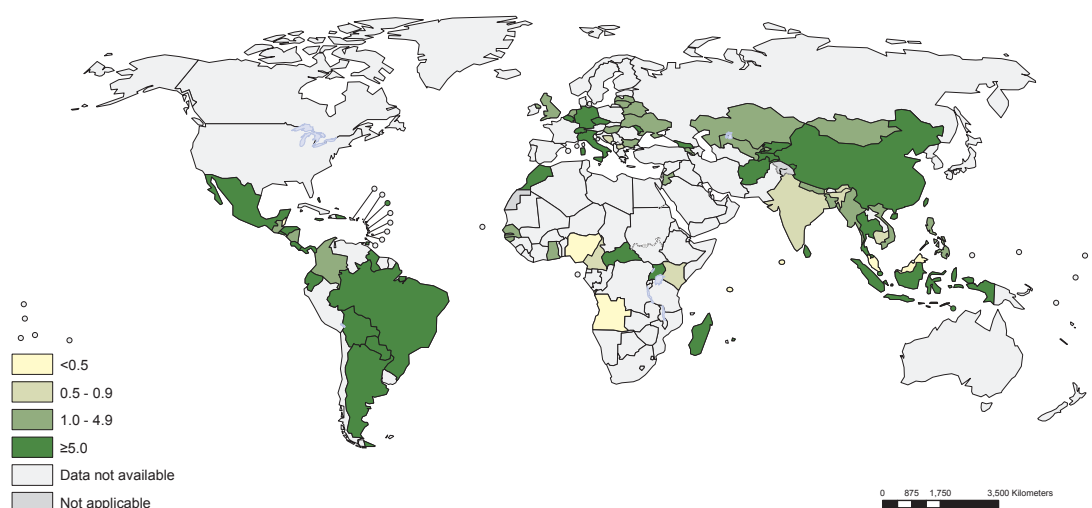 <0.5
0.5 - 0.9
1.0 - 4.9
≥5.0
Data not available
Not applicable
0 875 1,750 3,500 Kilometers